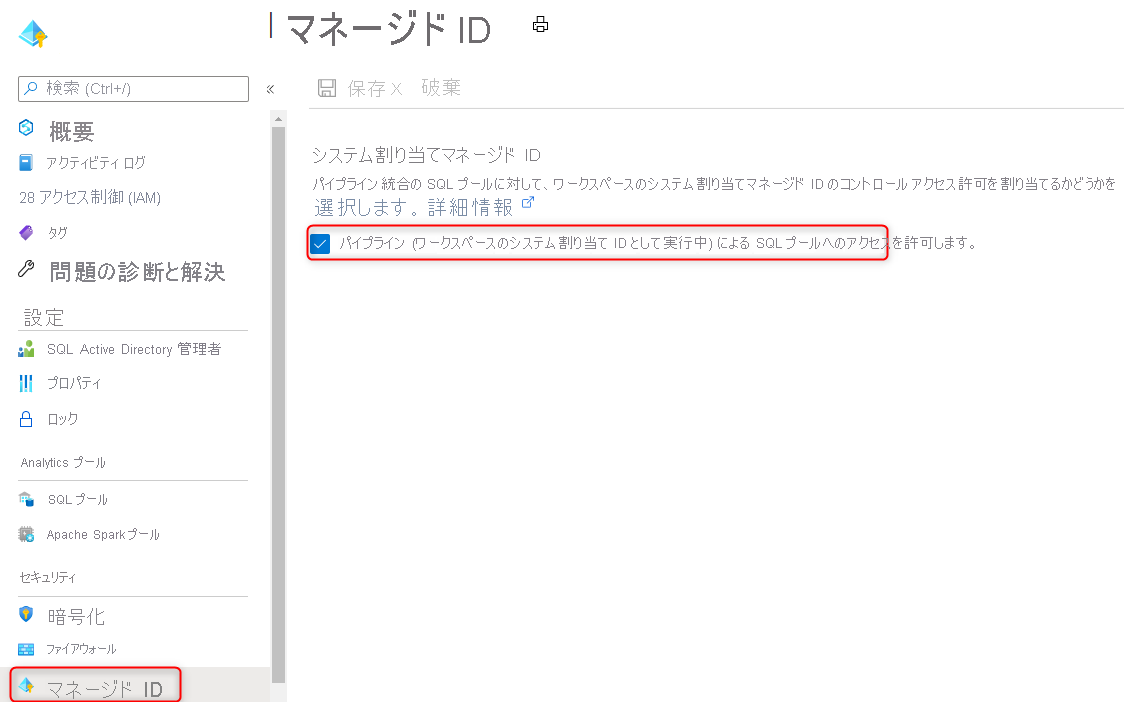 マネージド ID
検索 (Ctrl+/)
«
保存 X 破棄
概要
アクティビティ ログ
28 アクセス制御 (IAM)
タグ
問題の診断と解決
設定
SQL Active Directory 管理者
プロパティ
ロック
Analytics プール
SQL プール
Apache Spark プール
セキュリティ
暗号化
ファイアウォール
マネージド ID
システム割り当てマネージド ID
パイプライン統合の SQL プールに対して、ワークスペースのシステム割り当てマネージド ID のコントロール アクセス許可を割り当てるかどうかを
選択します。詳細情報
パイプライン (ワークスペースのシステム割り当て ID として実行中) による SQL プールへのアクセスを許可します。